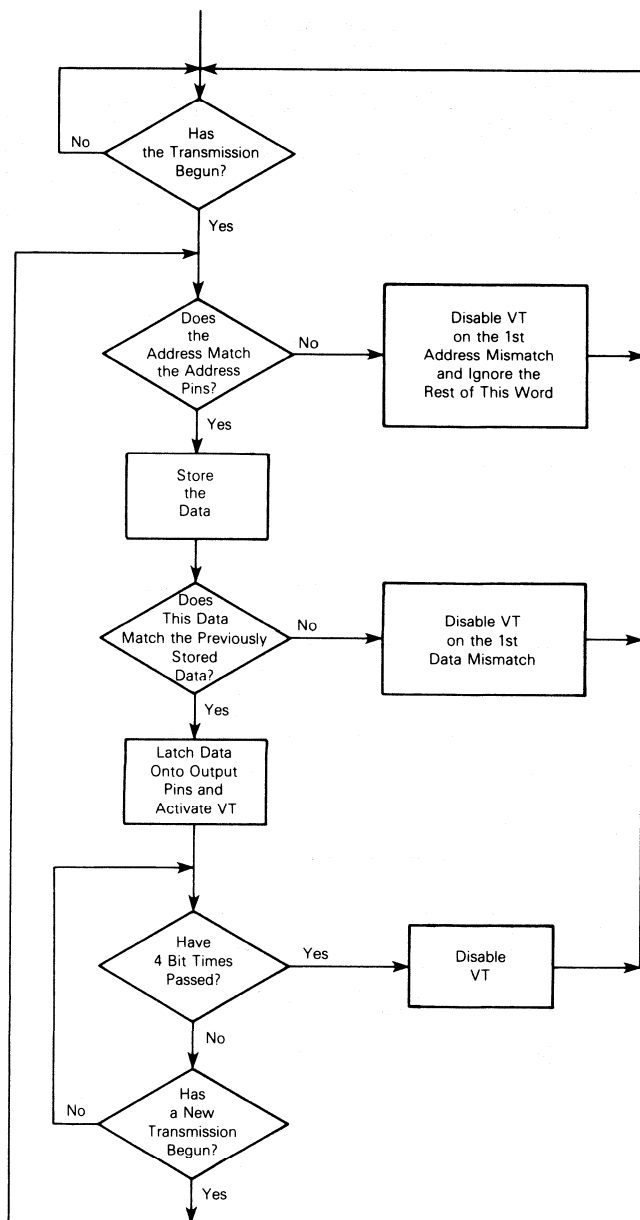 Has
the Transmission
Begun?
No
Yes
Does
the
Address Match
the Address
Pins?
No
Disable VT
on the 1st
Address Mismatch
and Ignore the
Rest of This Word
Yes
Store
the
Data
Does
This Data
Match the Previously
Stored
Data?
No
Disable VT
on the 1st
Data Mismatch
Yes
Latch Data
Onto Output
Pins and
Activate VT
Have
4 Bit Times
Passed?
Yes
Disable
VT
No
Has
a New
Transmission
Begun?
No
Yes